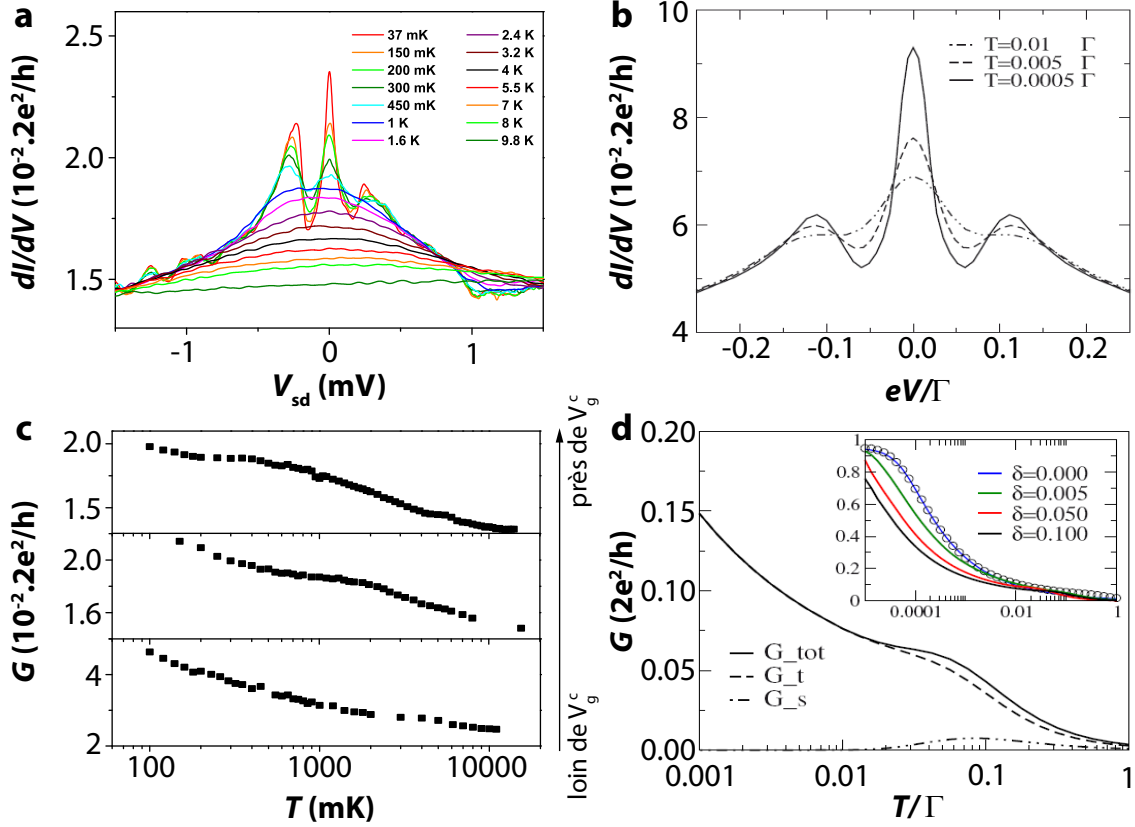 a
dI/dV (10⁻².2e²/h)
2.5
2.0
1.5
37 mK
150 mK
200 mK
300 mK
450 mK
1 K
1.6 K
2.4 K
3.2 K
4 K
5.5 K
7 K
8 K
9.8 K
-1
0
1
V_sd (mV)
b
dI/dV (10⁻².2e²/h)
10
8
6
4
T=0.01 Γ
T=0.005 Γ
T=0.0005 Γ
-0.2
-0.1
0.0
0.1
0.2
eV/Γ
c
G (10⁻².2e²/h)
2.0
1.5
2.0
1.6
4
2
100
1000
10000
T (mK)
près de V_g^c
loin de V_g^c
d
G (2e²/h)
0.20
0.15
0.10
0.05
0.00
1
0.8
0.6
0.4
0.2
0
δ=0.000
δ=0.005
δ=0.050
δ=0.100
0.0001
0.01
1
G_tot
G_t
G_s
0.001
0.01
0.1
1
T/Γ